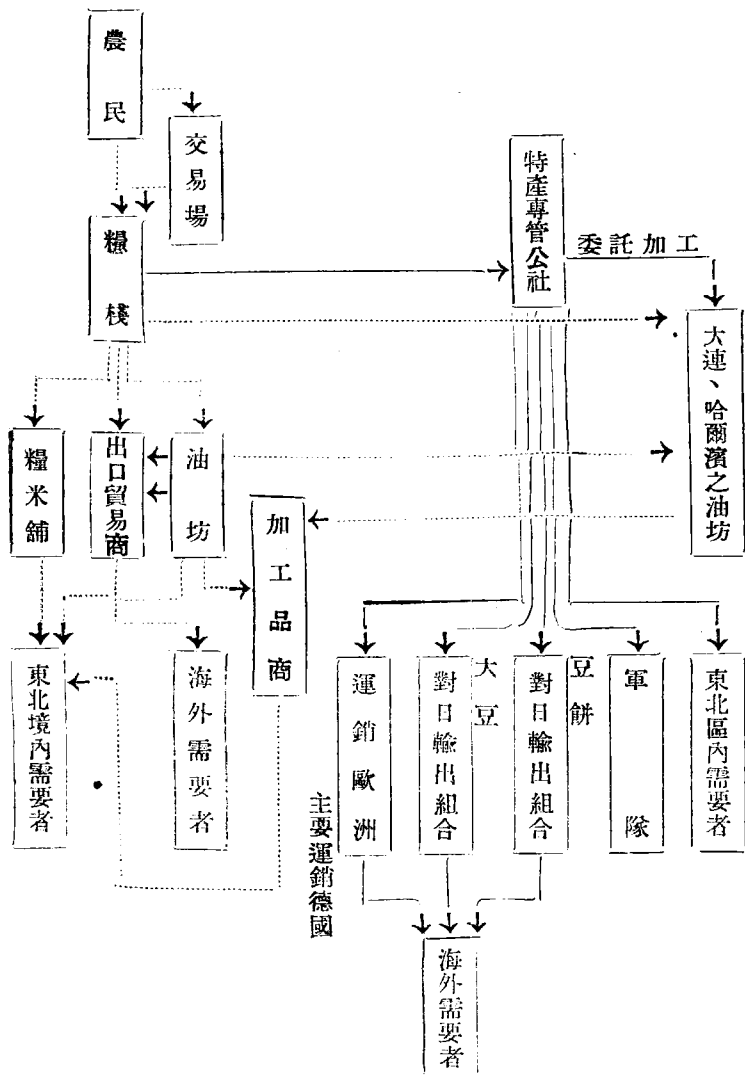 農民
交易場
糧棧
糧米舖
出口貿易商
油坊
加工品商
東北境內需要者
海外需要者
特產專管公社
委託加工
大連、哈爾濱之油坊
主要運銷德國
運銷歐洲
大豆
對日輸出組合
豆餅
對日輸出組合
軍隊
東北區內需要者
海外需要者